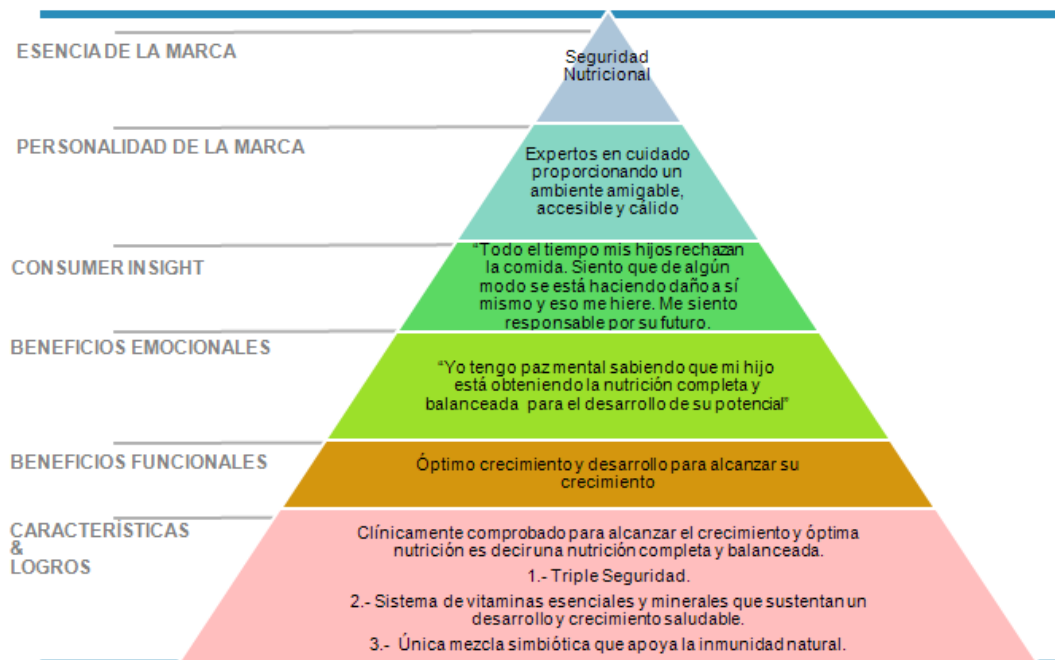 ESENCIA DE LA MARCA
Seguridad
Nutricional
PERSONALIDAD DE LA MARCA
Expertos en cuidado
proporcionando un
ambiente amigable,
accesible y cálido
CONSUMER INSIGHT
“Todo el tiempo mis hijos rechazan
la comida. Siento que de algún
modo se está haciendo daño a sí
mismo y eso me hiere. Me siento
responsable por su futuro.
BENEFICIOS EMOCIONALES
“Yo tengo paz mental sabiendo que mi hijo
está obteniendo la nutrición completa y
balanceada para el desarrollo de su potencial”
BENEFICIOS FUNCIONALES
Óptimo crecimiento y desarrollo para alcanzar su
crecimiento
CARACTERÍSTICAS
&
LOGROS
Clínicamente comprobado para alcanzar el crecimiento y óptima
nutrición es decir una nutrición completa y balanceada.
1.- Triple Seguridad.
2.- Sistema de vitaminas esenciales y minerales que sustentan un
desarrollo y crecimiento saludable.
3.- Única mezcla simbiótica que apoya la inmunidad natural.